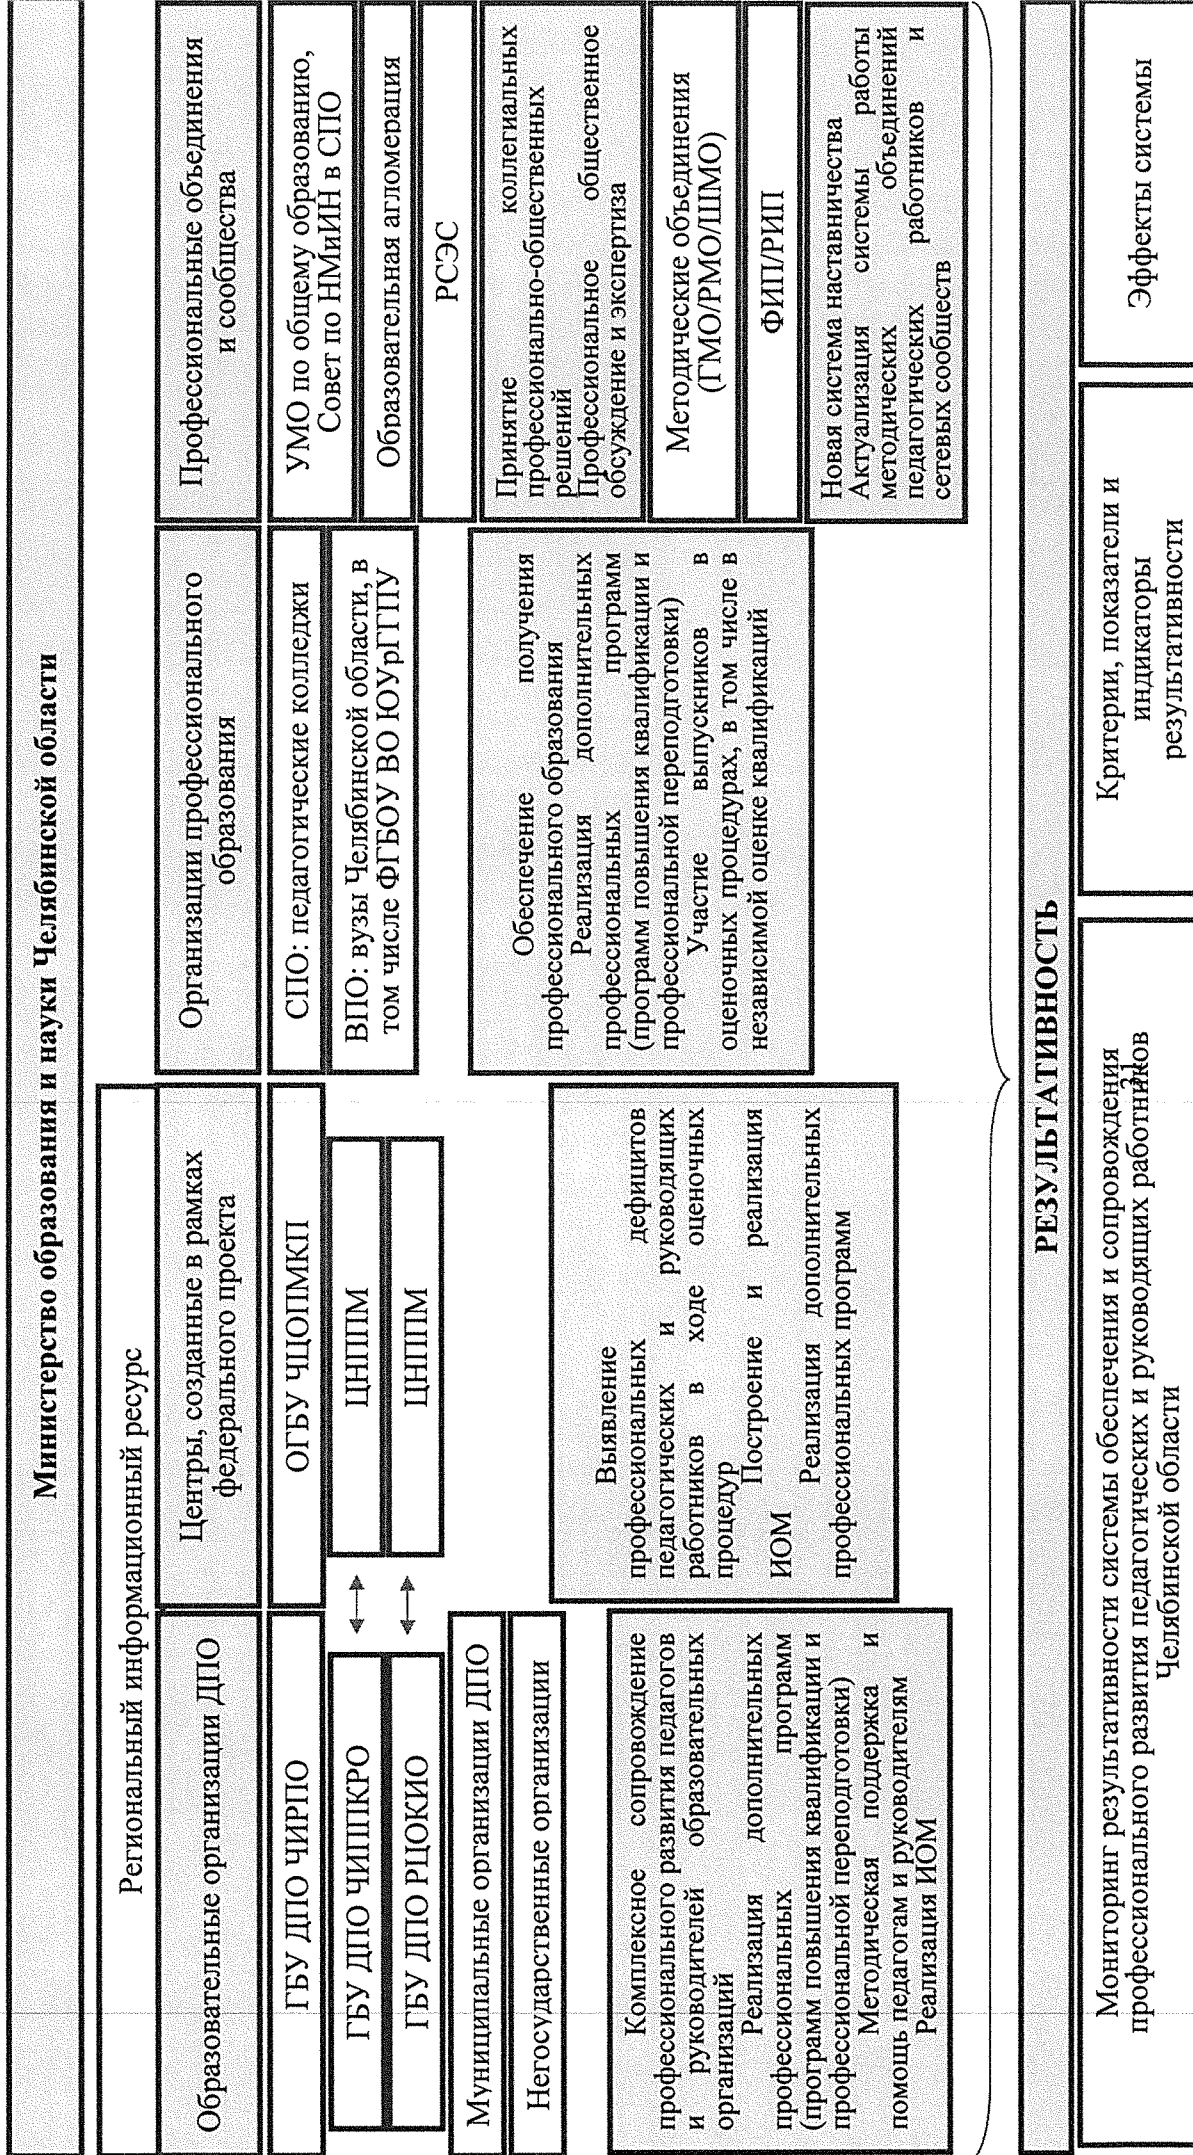 Министерство образования и науки Челябинской области
Региональный информационный ресурс
Образовательные организации ДПО
ГБУ ДПО ЧИРПО
ГБУ ДПО ЧИППКРО
ГБУ ДПО РЦОКИО
Муниципальные организации ДПО
Негосударственные организации
Комплексное сопровождение
профессионального развития педагогов
и руководителей образовательных
организаций
Реализация дополнительных
профессиональных программ
(программ повышения квалификации и
профессиональной переподготовки)
Методическая поддержка и
помощь педагогам и руководителям
Реализация ИОМ
Центры, созданные в рамках
федерального проекта
ОГБУ ЧЦОПМКП
ЦНППМ
ЦНППМ
Выявление дефицитов
профессиональных
педагогических и руководящих
работников в ходе оценочных
процедур
Построение и реализация
ИОМ
Реализация дополнительных
профессиональных программ
Организации профессионального
образования
СПО: педагогические колледжи
ВПО: вузы Челябинской области, в
том числе ФГБОУ ВО ЮУрГГПУ
Обеспечение получения
профессионального образования
Реализация дополнительных
профессиональных программ
(программ повышения квалификации и
профессиональной переподготовки)
Участие выпускников в
оценочных процедурах, в том числе в
независимой оценке квалификаций
Профессиональные объединения
и сообщества
УМО по общему образованию,
Совет по НМиИН в СПО
Образовательная агломерация
РСЭС
Принятие коллегиальных
профессионально-общественных
решений
Профессиональное общественное
обсуждение и экспертиза
Методические объединения
(ГМО/РМО/ШМО)
ФИП/РИП
Новая система наставничества
Актуализация системы работы
методических объединений
педагогических работников и
сетевых сообществ
РЕЗУЛЬТАТИВНОСТЬ
Мониторинг результативности системы обеспечения и сопровождения
профессионального развития педагогических и руководящих работников
Челябинской области
Критерии, показатели и
индикаторы
результативности
Эффекты системы